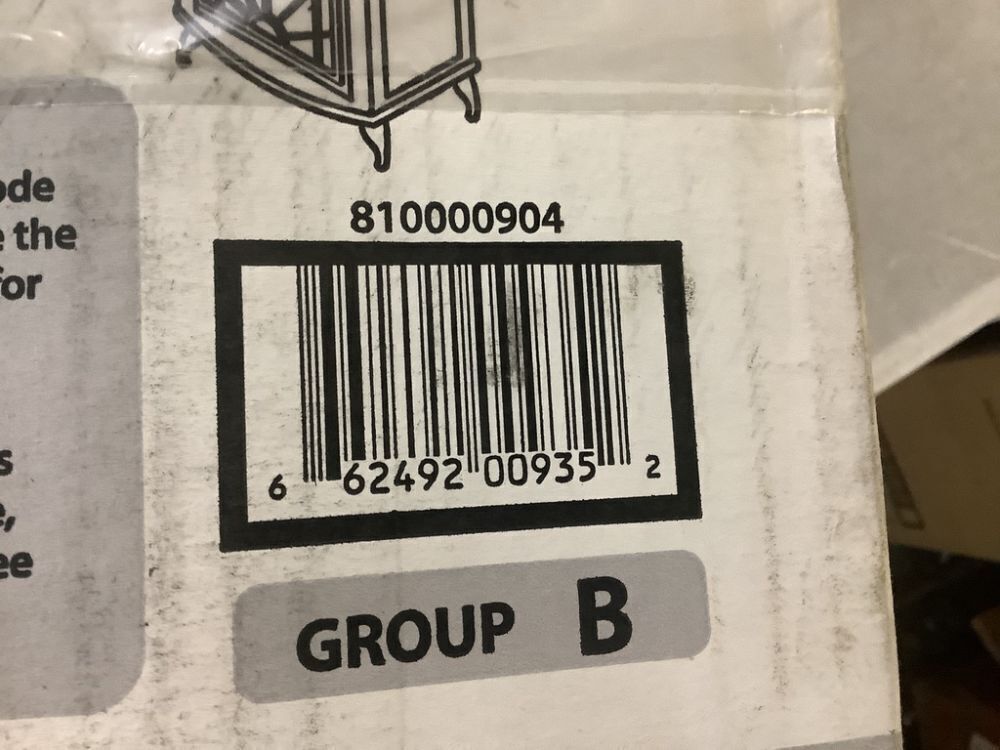 ode
e the
for
s
e,
ee
810000904
6 62492 00935 2
GROUP B